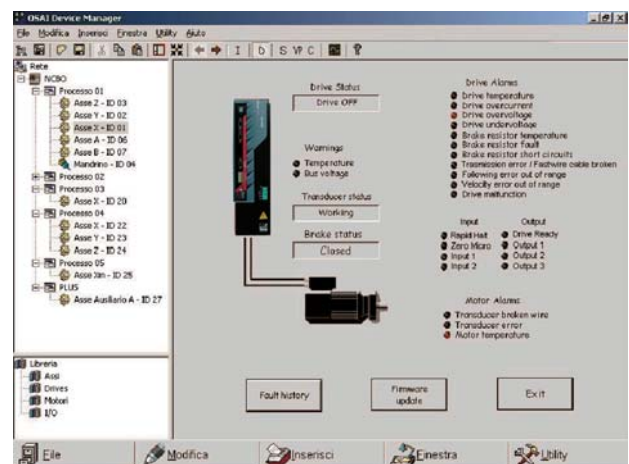 OSAI Device Manager
File Modifica Inserisci Finestra Utility Aiuto
I D S VP C
Rete
NCBO
Processo 01
Asse Z - ID 03
Asse Y - ID 02
Asse X - ID 01
Asse A - ID 06
Asse B - ID 07
Mandrino - ID 04
Processo 02
Processo 03
Asse X - ID 20
Processo 04
Asse X - ID 22
Asse Y - ID 23
Asse Z - ID 24
Processo 05
Asse Xm - ID 25
PLUS
Asse Ausiliario A - ID 27
Libreria
Assi
Drives
Motori
I/O
Drive Status
Drive OFF
Warnings
Temperature
Bus voltage
Transducer status
Working
Brake status
Closed
Drive Alarms
Drive temperature
Drive overcurrent
Drive overvoltage
Drive undervoltage
Brake resistor temperature
Brake resistor fault
Brake resistor short circuits
Trasmission error / Fastwire cable broken
Following error out of range
Velocity error out of range
Drive malfunction
Input Output
Rapid Halt Drive Ready
Zero Micro Output 1
Input 1 Output 2
Input 2 Output 3
Motor Alarms
Transducer broken wire
Transducer error
Motor temperature
Fault history
Firmware
update
Exit
File Modifica Inserisci Finestra Utility